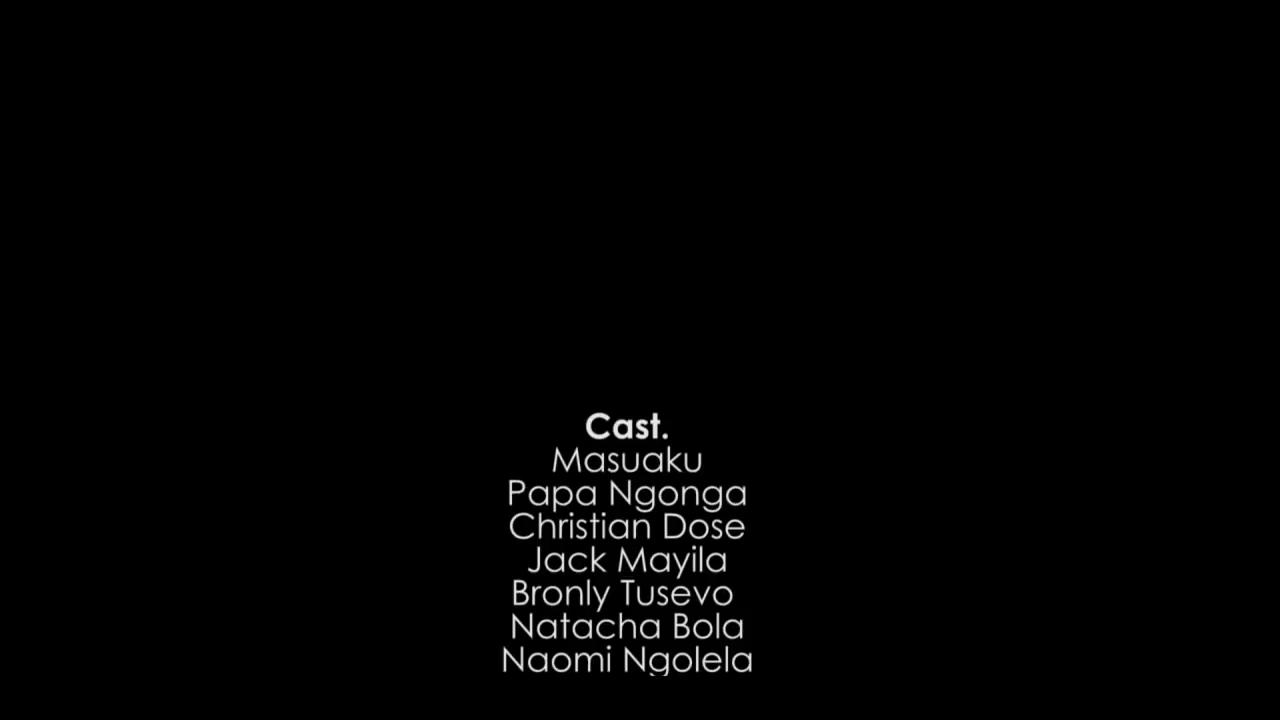 Cast.
Masuaku
Papa Ngonga
Christian Dose
Jack Mayila
Bronly Tusevo
Natacha Bola
Naomi Ngolela